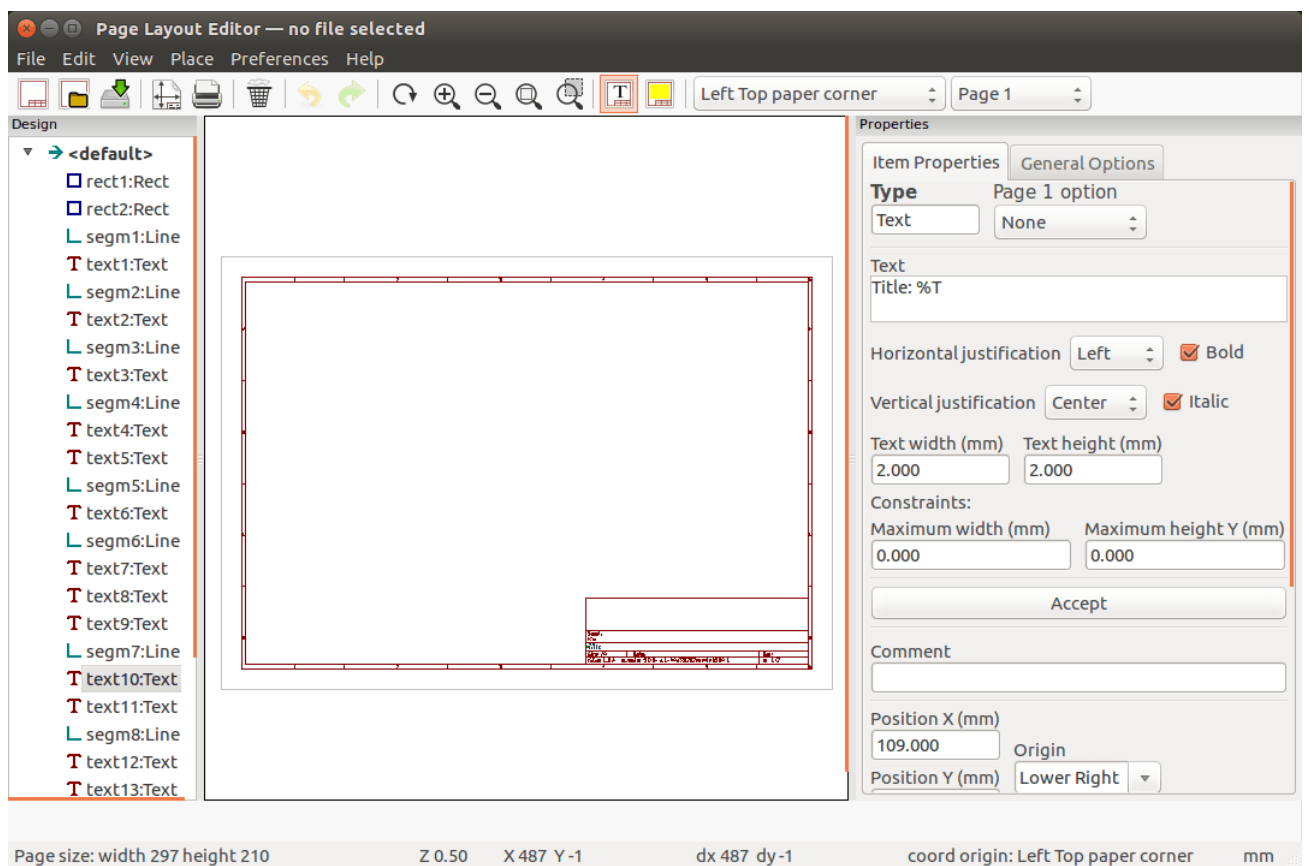 Page Layout Editor — no file selected
File Edit View Place Preferences Help
Left Top paper corner Page 1
Design
<default>
rect1:Rect
rect2:Rect
segm1:Line
text1:Text
segm2:Line
text2:Text
segm3:Line
text3:Text
segm4:Line
text4:Text
text5:Text
segm5:Line
text6:Text
segm6:Line
text7:Text
text8:Text
text9:Text
segm7:Line
text10:Text
text11:Text
segm8:Line
text12:Text
text13:Text
Properties
Item Properties General Options
Type Page 1 option
Text None
Text
Title: %T
Horizontal justification Left Bold
Vertical justification Center Italic
Text width (mm) Text height (mm)
2.000 2.000
Constraints:
Maximum width (mm) Maximum height Y (mm)
0.000 0.000
Accept
Comment
Position X (mm)
109.000 Origin
Position Y (mm) Lower Right
Page size: width 297 height 210 Z 0.50 X 487 Y -1 dx 487 dy -1 coord origin: Left Top paper corner mm